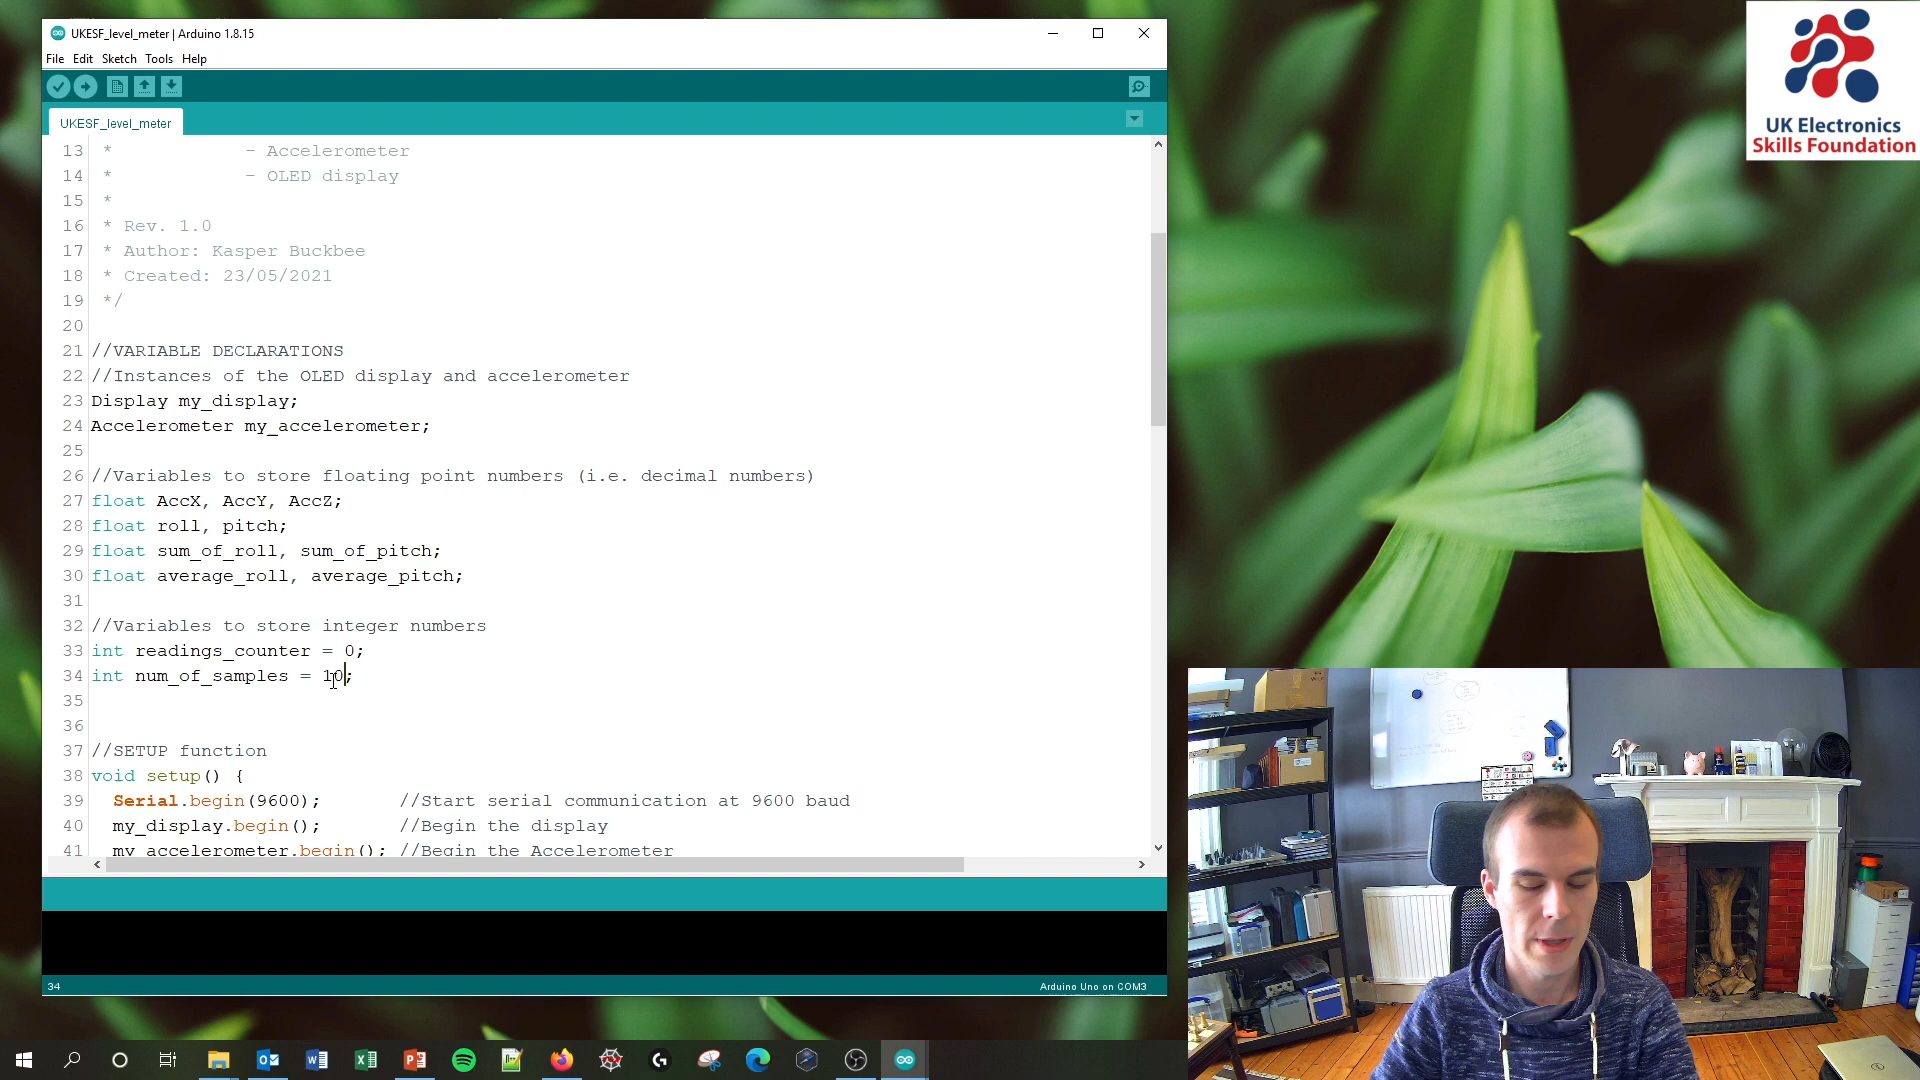 UKESF_level_meter | Arduino 1.8.15
File Edit Sketch Tools Help
UKESF_level_meter
13 * - Accelerometer
14 * - OLED display
15 *
16 * Rev. 1.0
17 * Author: Kasper Buckbee
18 * Created: 23/05/2021
19 */
20
21 //VARIABLE DECLARATIONS
22 //Instances of the OLED display and accelerometer
23 Display my_display;
24 Accelerometer my_accelerometer;
25
26 //Variables to store floating point numbers (i.e. decimal numbers)
27 float AccX, AccY, AccZ;
28 float roll, pitch;
29 float sum_of_roll, sum_of_pitch;
30 float average_roll, average_pitch;
31
32 //Variables to store integer numbers
33 int readings_counter = 0;
34 int num_of_samples = 10;
35
36
37 //SETUP function
38 void setup() {
39 Serial.begin(9600); //Start serial communication at 9600 baud
40 my_display.begin(); //Begin the display
41 my_accelerometer.begin(); //Begin the Accelerometer
34
Arduino Uno on COM3
UK Electronics
Skills Foundation